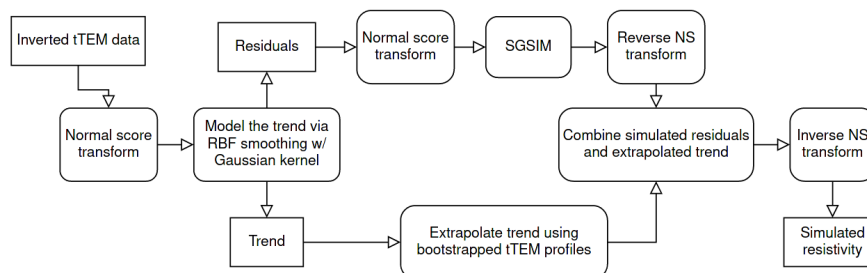 Inverted tTEM data
Normal score
transform
Model the trend via
RBF smoothing w/
Gaussian kernel
Residuals
Normal score
transform
SGSIM
Reverse NS
transform
Trend
Extrapolate trend using
bootstrapped tTEM profiles
Combine simulated residuals
and extrapolated trend
Inverse NS
transform
Simulated
resistivity